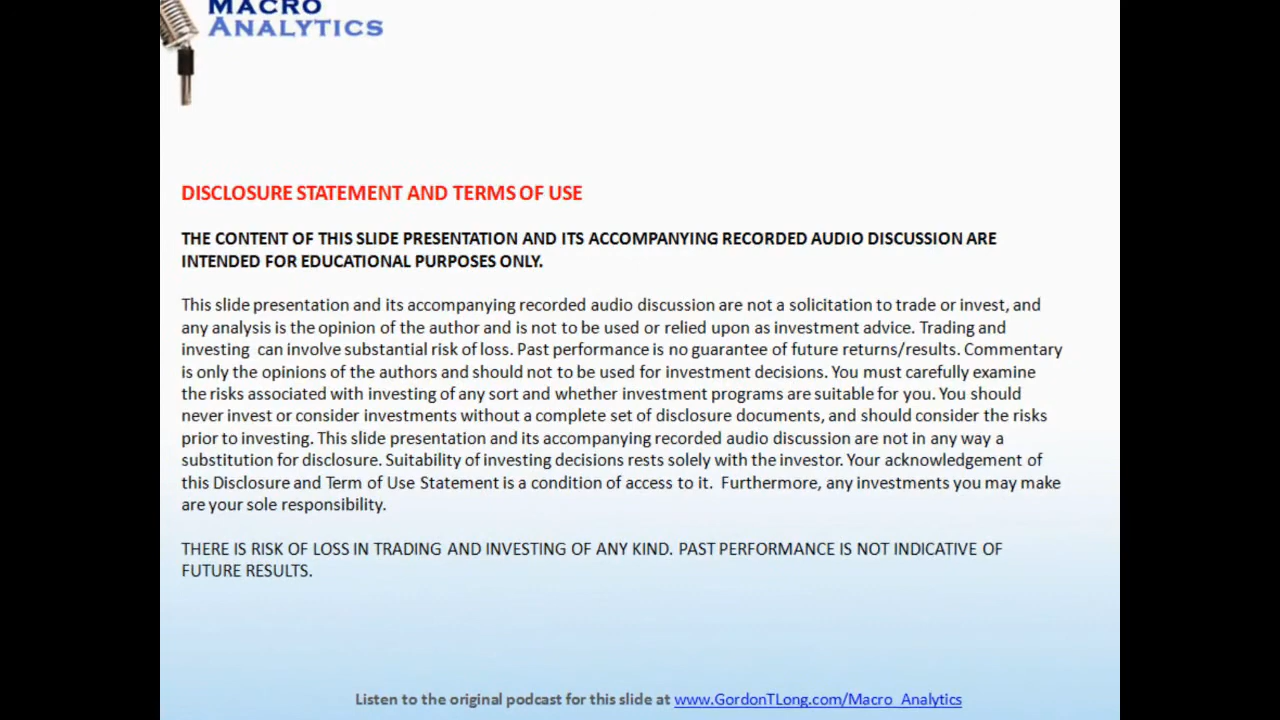 MACRO
ANALYTICS
DISCLOSURE STATEMENT AND TERMS OF USE
THE CONTENT OF THIS SLIDE PRESENTATION AND ITS ACCOMPANYING RECORDED AUDIO DISCUSSION ARE
INTENDED FOR EDUCATIONAL PURPOSES ONLY.
This slide presentation and its accompanying recorded audio discussion are not a solicitation to trade or invest, and
any analysis is the opinion of the author and is not to be used or relied upon as investment advice. Trading and
investing  can involve substantial risk of loss. Past performance is no guarantee of future returns/results. Commentary
is only the opinions of the authors and should not to be used for investment decisions. You must carefully examine
the risks associated with investing of any sort and whether investment programs are suitable for you. You should
never invest or consider investments without a complete set of disclosure documents, and should consider the risks
prior to investing. This slide presentation and its accompanying recorded audio discussion are not in any way a
substitution for disclosure. Suitability of investing decisions rests solely with the investor. Your acknowledgement of
this Disclosure and Term of Use Statement is a condition of access to it.  Furthermore, any investments you may make
are your sole responsibility.
THERE IS RISK OF LOSS IN TRADING AND INVESTING OF ANY KIND. PAST PERFORMANCE IS NOT INDICATIVE OF
FUTURE RESULTS.
Listen to the original podcast for this slide at www.GordonTLong.com/Macro_Analytics